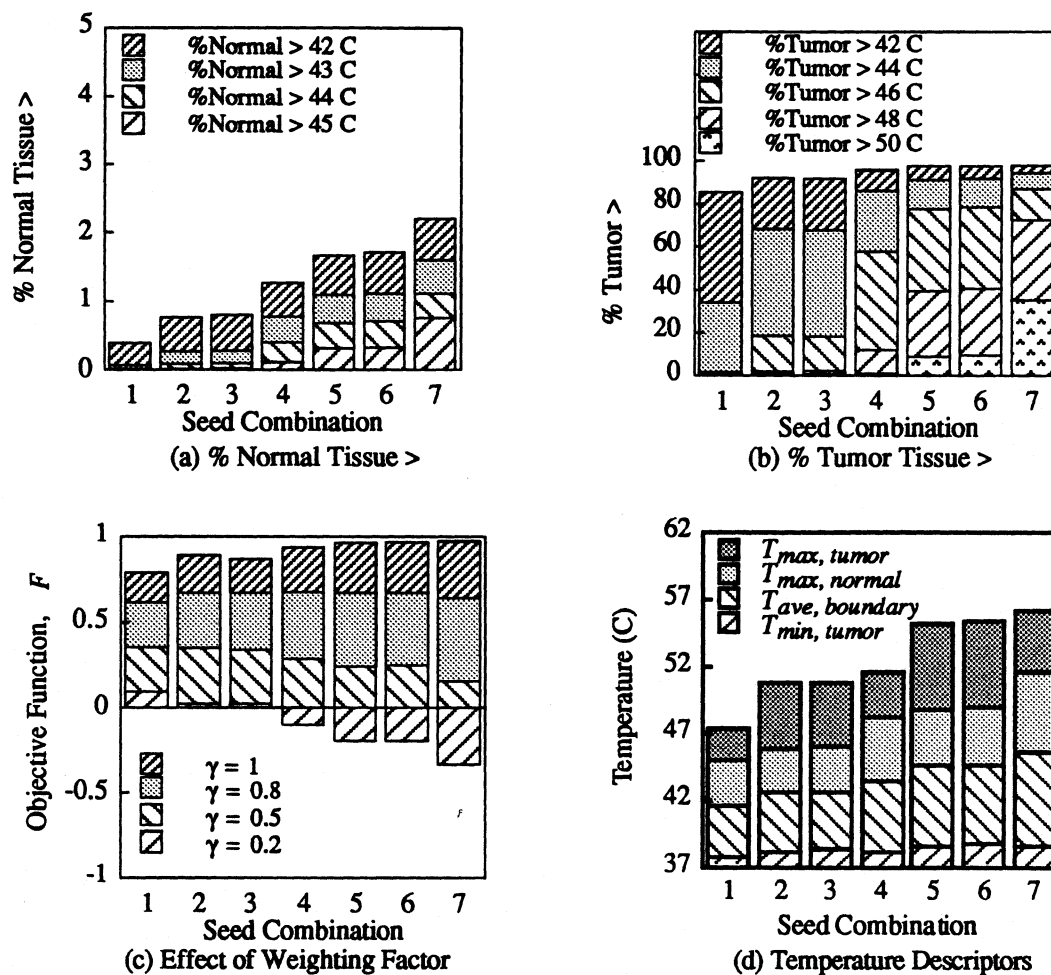 5
4
3
2
1
0
% Normal Tissue >
%Normal > 42 C
%Normal > 43 C
%Normal > 44 C
%Normal > 45 C
1 2 3 4 5 6 7
Seed Combination
(a) % Normal Tissue >
100
80
60
40
20
0
% Tumor >
%Tumor > 42 C
%Tumor > 44 C
%Tumor > 46 C
%Tumor > 48 C
%Tumor > 50 C
1 2 3 4 5 6 7
Seed Combination
(b) % Tumor Tissue >
1
0.5
0
-0.5
-1
Objective Function, F
γ = 1
γ = 0.8
γ = 0.5
γ = 0.2
F
1 2 3 4 5 6 7
Seed Combination
(c) Effect of Weighting Factor
62
57
52
47
42
37
Temperature (C)
Tmax, tumor
Tmax, normal
Tave, boundary
Tmin, tumor
1 2 3 4 5 6 7
Seed Combination
(d) Temperature Descriptors